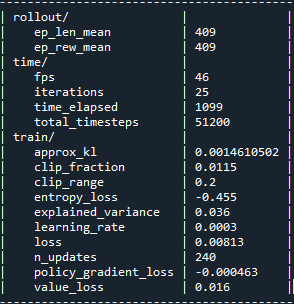 | rollout/ | |
| ep_len_mean | 409 |
| ep_rew_mean | 409 |
| time/ | |
| fps | 46 |
| iterations | 25 |
| time_elapsed | 1099 |
| total_timesteps | 51200 |
| train/ | |
| approx_kl | 0.0014610502 |
| clip_fraction | 0.0115 |
| clip_range | 0.2 |
| entropy_loss | -0.455 |
| explained_variance | 0.036 |
| learning_rate | 0.0003 |
| loss | 0.00813 |
| n_updates | 240 |
| policy_gradient_loss | -0.000463 |
| value_loss | 0.016 |